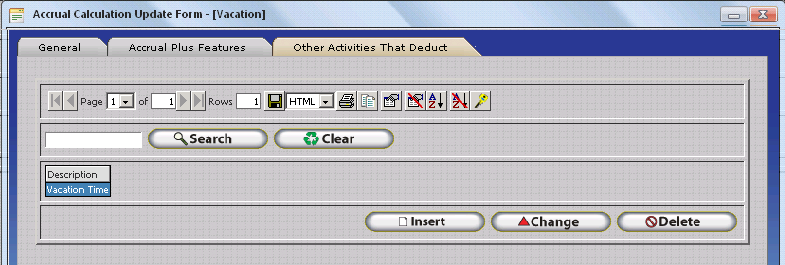 Accrual Calculation Update Form - [Vacation]
General Accrual Plus Features Other Activities That Deduct
Page 1 of 1 Rows 1 HTML
Search Clear
Description
Vacation Time
Insert Change Delete